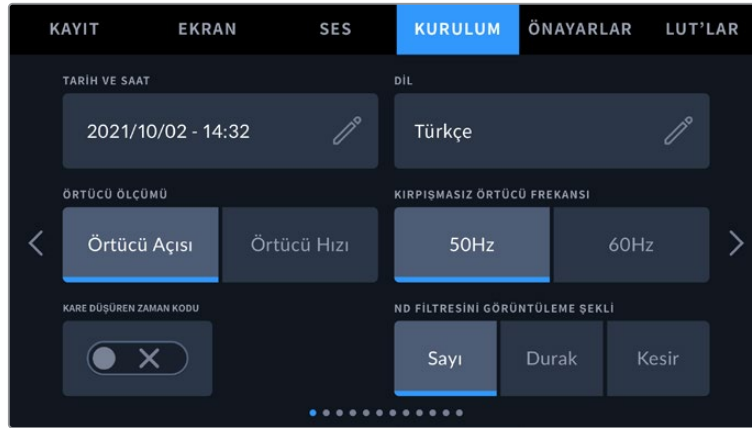 KAYIT EKRAN SES KURULUM ÖNAYARLAR LUT'LAR
TARİH VE SAAT DİL
2021/10/02 - 14:32 Türkçe
ÖRTÜCÜ ÖLÇÜMÜ KIRPIŞMASIZ ÖRTÜCÜ FREKANSI
Örtücü Açısı Örtücü Hızı 50Hz 60Hz
KARE DÜŞÜREN ZAMAN KODU ND FİLTRESİNİ GÖRÜNTÜLEME ŞEKLİ
Sayı Durak Kesir